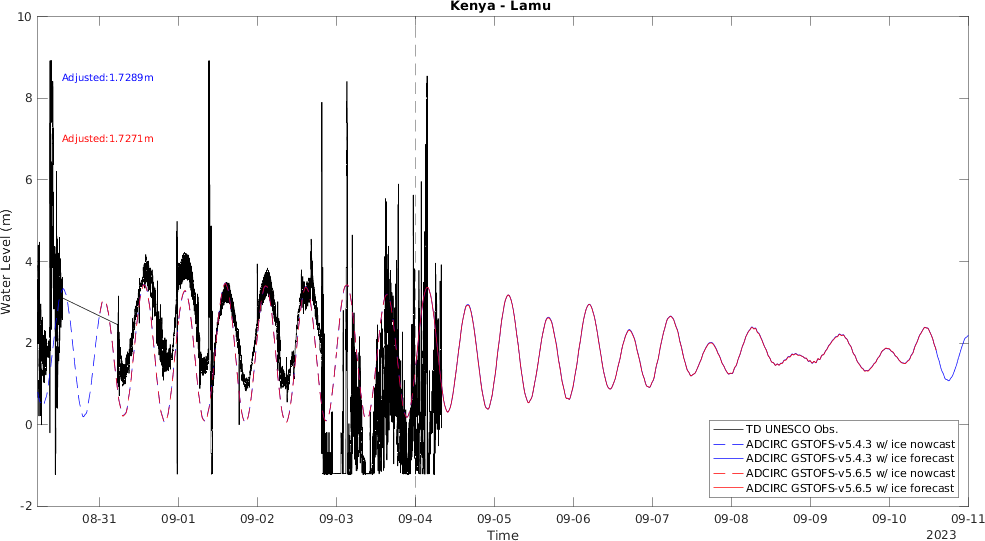 Kenya - Lamu
10
8
6
4
2
0
-2
Water Level (m)
Adjusted:1.7289m
Adjusted:1.7271m
TD UNESCO Obs.
ADCIRC GSTOFS-v5.4.3 w/ ice nowcast
ADCIRC GSTOFS-v5.4.3 w/ ice forecast
ADCIRC GSTOFS-v5.6.5 w/ ice nowcast
ADCIRC GSTOFS-v5.6.5 w/ ice forecast
08-31 09-01 09-02 09-03 09-04 09-05 09-06 09-07 09-08 09-09 09-10 09-11
Time
2023